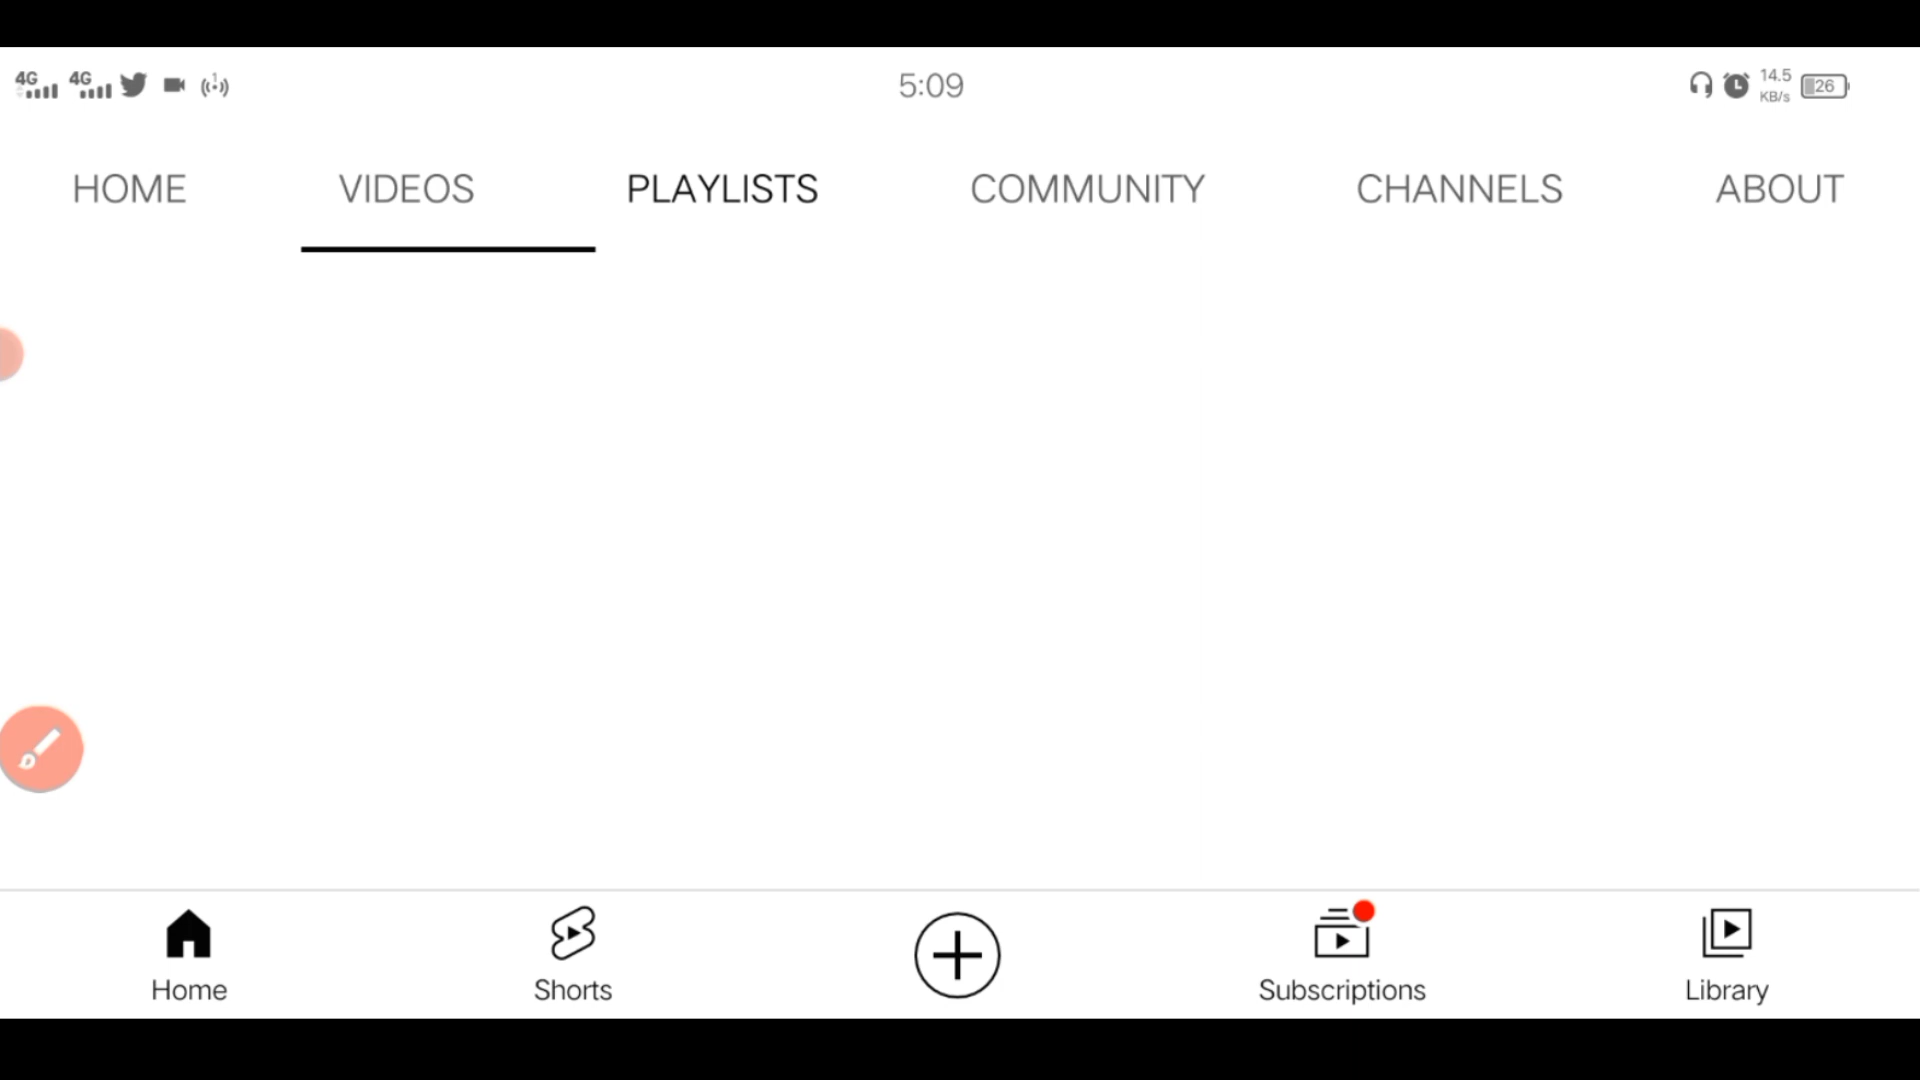 4G 4G 5:09 14.5 KB/s 26
HOME VIDEOS PLAYLISTS COMMUNITY CHANNELS ABOUT
Home Shorts Subscriptions Library